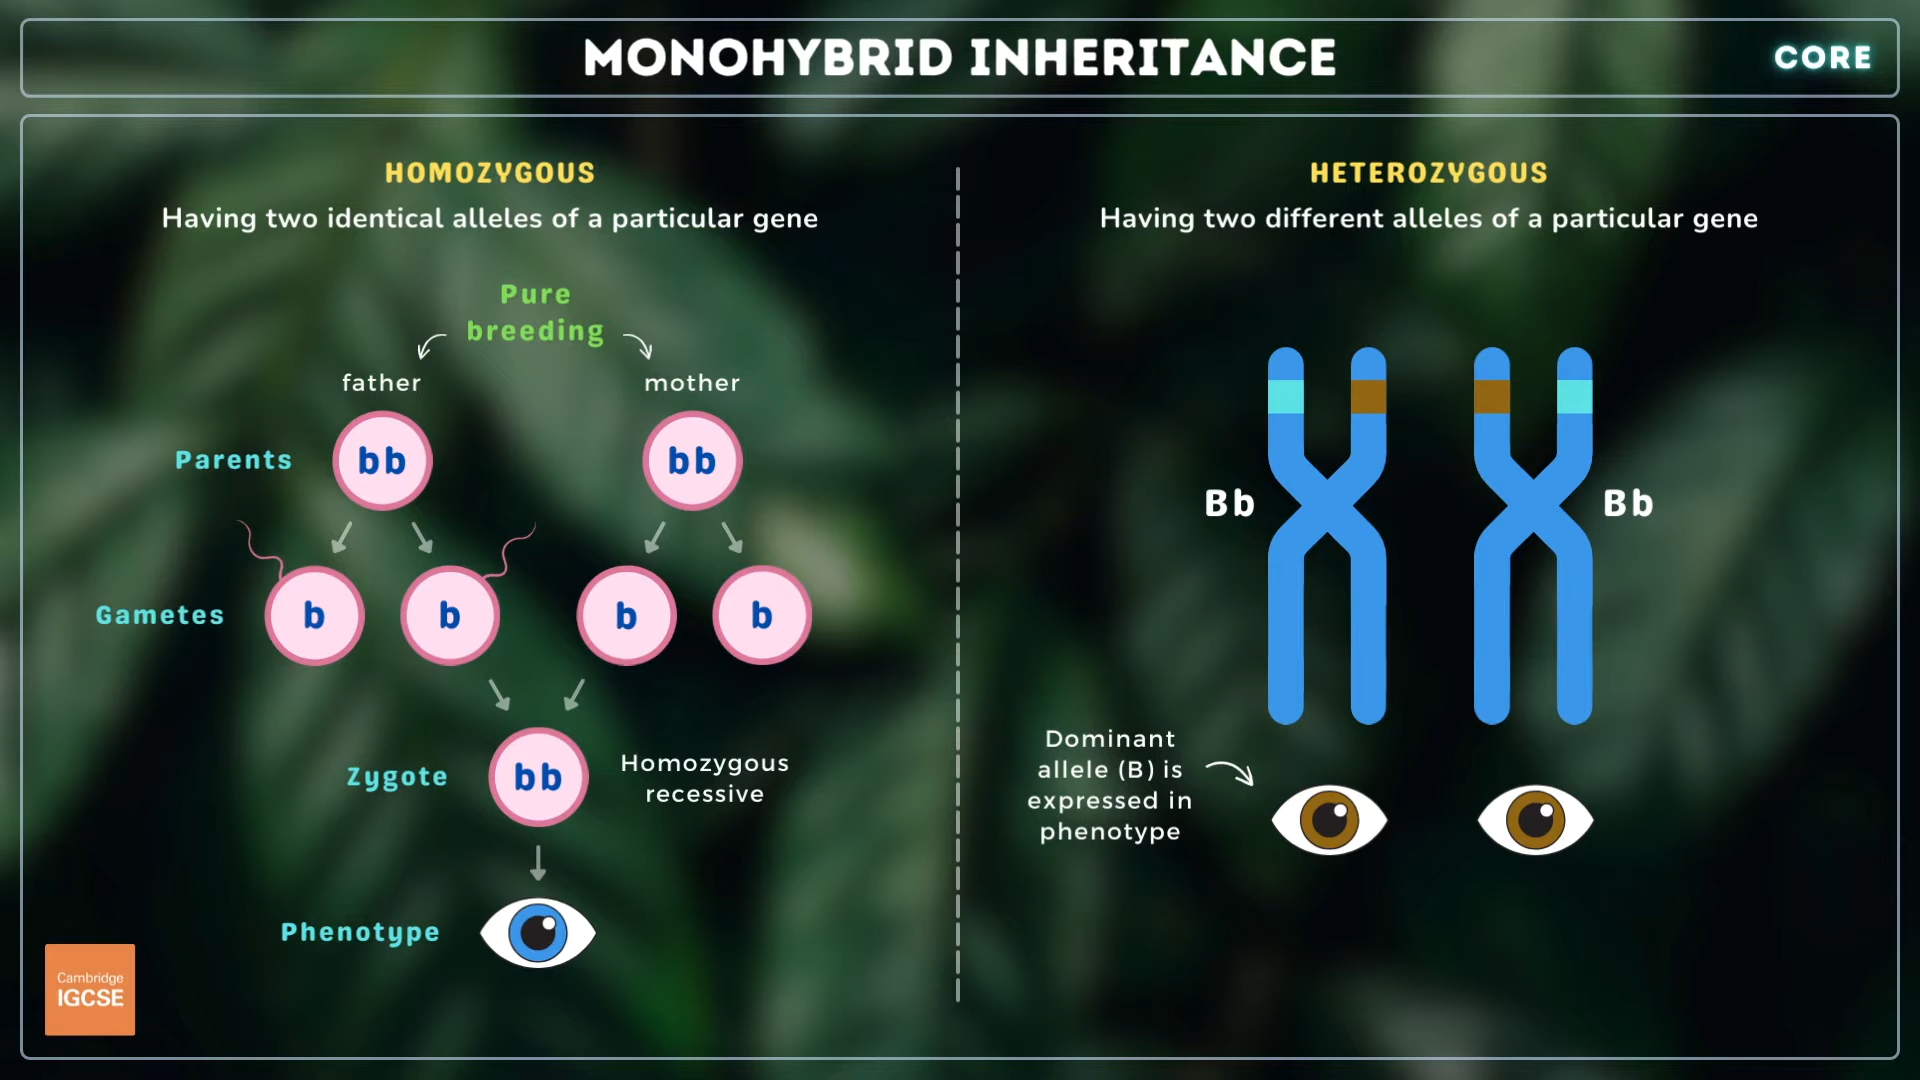 MONOHYBRID INHERITANCE
CORE
HOMOZYGOUS
Having two identical alleles of a particular gene
Pure
breeding
father
mother
Parents
bb
bb
Gametes
b
b
b
b
Zygote
bb
Homozygous
recessive
Phenotype
Cambridge
IGCSE
HETEROZYGOUS
Having two different alleles of a particular gene
Bb
Bb
Dominant
allele (B) is
expressed in
phenotype